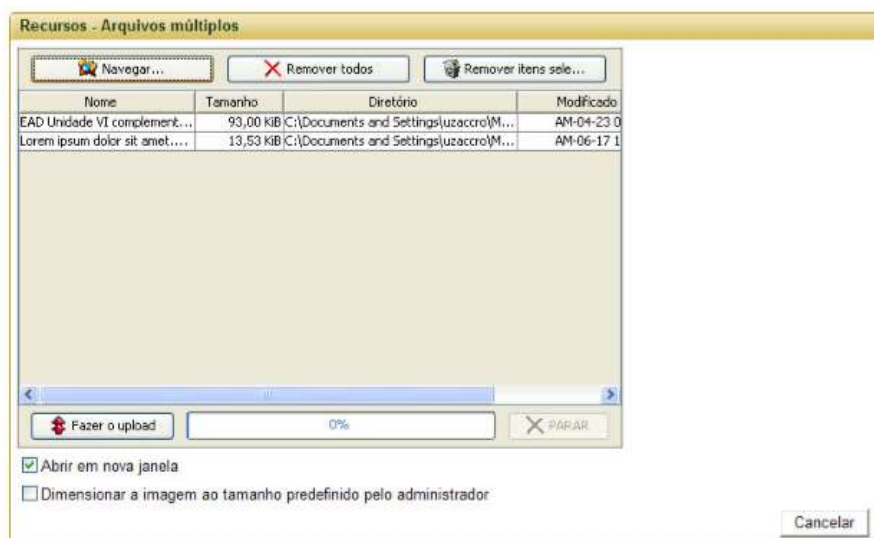 Recursos - Arquivos múltiplos
Navegar... Remover todos Remover itens sele...
Nome Tamanho Diretório Modificado
EAD Unidade VI complement... 93,00 KiB C:\Documents and Settings\uzaccro\M... AM-04-23 0
Lorem ipsum dolor sit amet.... 13,53 KiB C:\Documents and Settings\uzaccro\M... AM-06-17 1
Fazer o upload 0% PARAR
Abrir em nova janela
Dimensionar a imagem ao tamanho predefinido pelo administrador
Cancelar